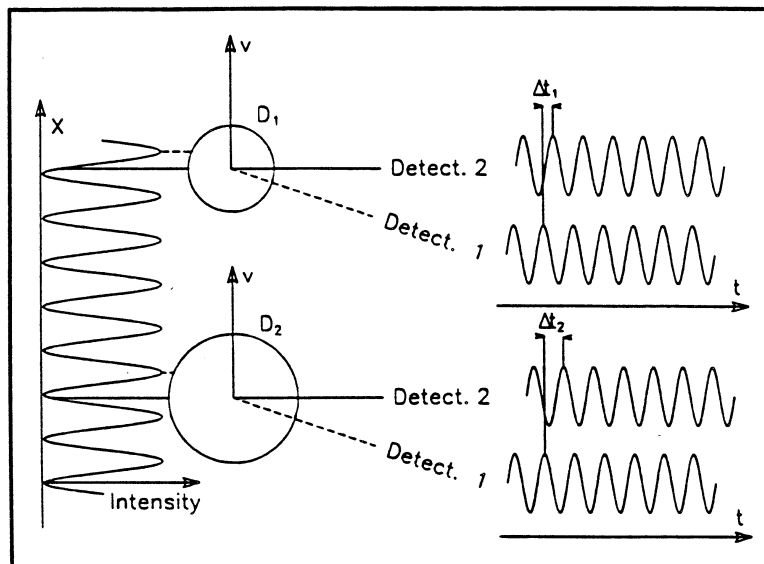 X
v
D₁
Detect. 2
Detect. 1
Δt₁
t
v
D₂
Detect. 2
Detect. 1
Δt₂
t
Intensity